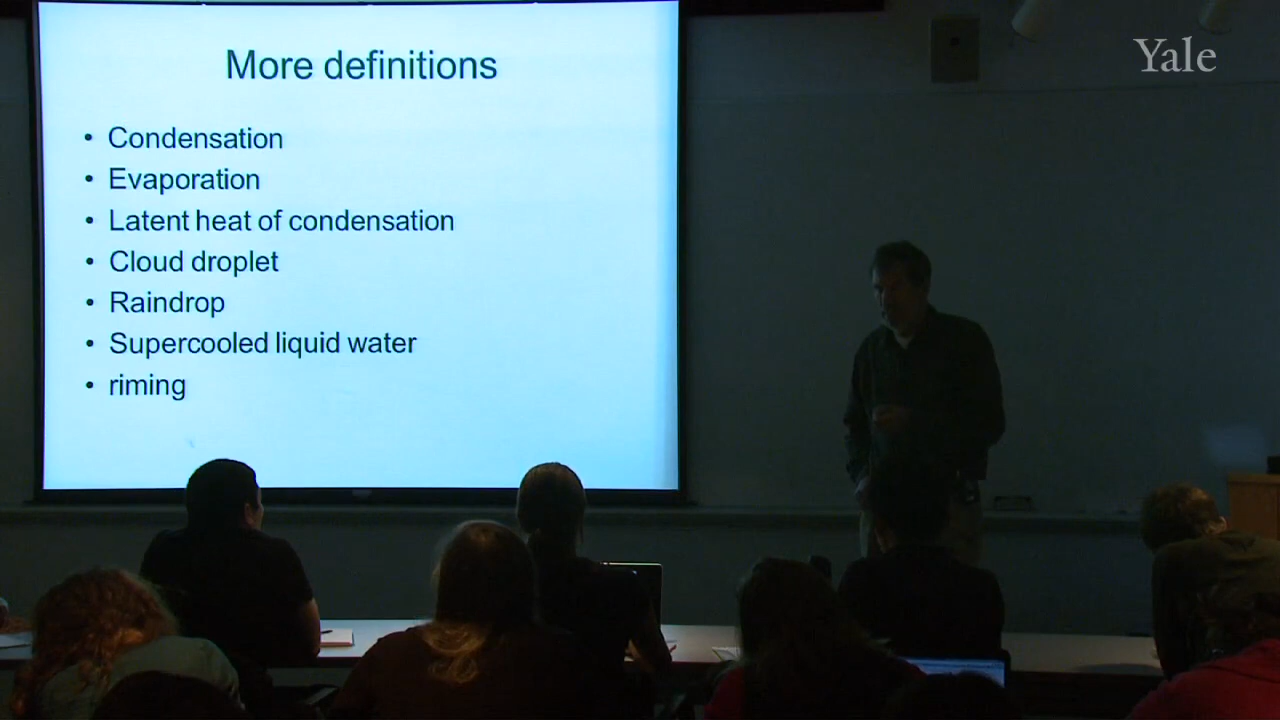 Yale
More definitions
• Condensation
• Evaporation
• Latent heat of condensation
• Cloud droplet
• Raindrop
• Supercooled liquid water
• riming